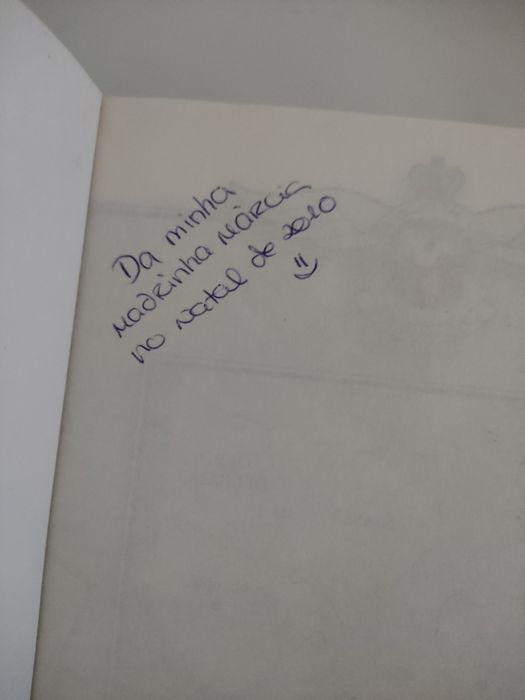 Da minha
madrinha Márcia
no natal de 2010
=)